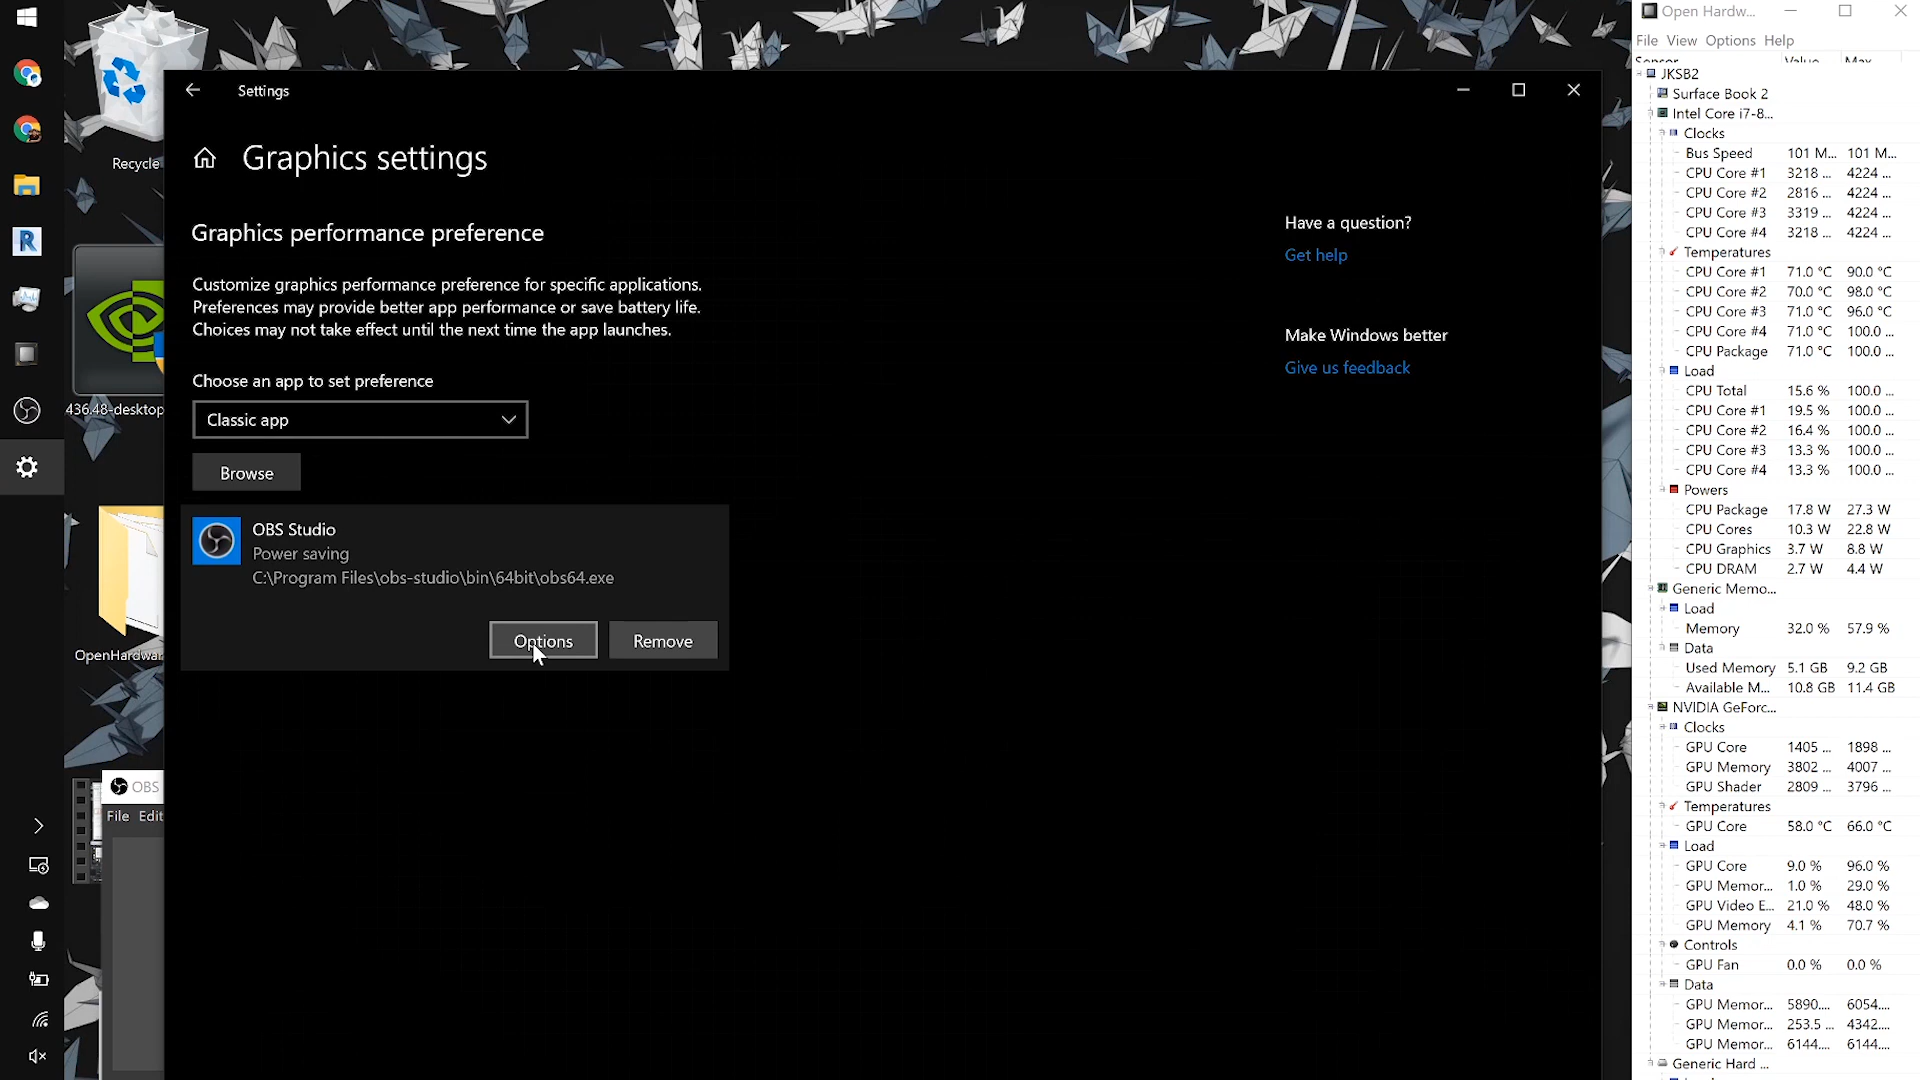 Recycle
436.48-desktop
OpenHardwar
OBS
File Edit
Settings
Graphics settings
Graphics performance preference
Customize graphics performance preference for specific applications.
Preferences may provide better app performance or save battery life.
Choices may not take effect until the next time the app launches.
Choose an app to set preference
Classic app
Browse
OBS Studio
Power saving
C:\Program Files\obs-studio\bin\64bit\obs64.exe
Options Remove
Have a question?
Get help
Make Windows better
Give us feedback
Open Hardw...
File View Options Help
Sensor Value Max
JKSB2
Surface Book 2
Intel Core i7-8...
Clocks
Bus Speed 101 M... 101 M...
CPU Core #1 3218 ... 4224 ...
CPU Core #2 2816 ... 4224 ...
CPU Core #3 3319 ... 4224 ...
CPU Core #4 3218 ... 4224 ...
Temperatures
CPU Core #1 71.0 °C 90.0 °C
CPU Core #2 70.0 °C 98.0 °C
CPU Core #3 71.0 °C 96.0 °C
CPU Core #4 71.0 °C 100.0 ...
CPU Package 71.0 °C 100.0 ...
Load
CPU Total 15.6 % 100.0 ...
CPU Core #1 19.5 % 100.0 ...
CPU Core #2 16.4 % 100.0 ...
CPU Core #3 13.3 % 100.0 ...
CPU Core #4 13.3 % 100.0 ...
Powers
CPU Package 17.8 W 27.3 W
CPU Cores 10.3 W 22.8 W
CPU Graphics 3.7 W 8.8 W
CPU DRAM 2.7 W 4.4 W
Generic Memo...
Load
Memory 32.0 % 57.9 %
Data
Used Memory 5.1 GB 9.2 GB
Available M... 10.8 GB 11.4 GB
NVIDIA GeForc...
Clocks
GPU Core 1405 ... 1898 ...
GPU Memory 3802 ... 4007 ...
GPU Shader 2809 ... 3796 ...
Temperatures
GPU Core 58.0 °C 66.0 °C
Load
GPU Core 9.0 % 96.0 %
GPU Memor... 1.0 % 29.0 %
GPU Video E... 21.0 % 48.0 %
GPU Memory 4.1 % 70.7 %
Controls
GPU Fan 0.0 % 0.0 %
Data
GPU Memor... 5890.... 6054....
GPU Memor... 253.5 ... 4342....
GPU Memor... 6144.... 6144....
Generic Hard ...